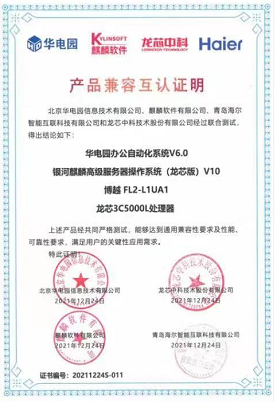 华电园
KYLINSOFT
麒麟软件
龙芯中科
Haier
产品兼容互认证明
北京华电园信息技术有限公司、麒麟软件有限公司、青岛海尔
智能互联科技有限公司和龙芯中科技术股份有限公司经过联合测试,
得出结论如下:
华电园办公自动化系统V6.0
银河麒麟高级服务器操作系统(龙芯版)V10
博越 FL2-L1UA1
龙芯3C5000L处理器
上述产品经共同严格测试,能够达到通用兼容性要求及性能、
可靠性要求,满足用户的关键性应用需求。
特此证明!
北京华电园信息技术有限公司 龙芯中科技术股份有限公司
2021年12月24日 2021年12月24日
麒麟软件有限公司 青岛海尔智能互联科技有限公司
2021年12月24日 2021年12月24日
证书编号:20211224S-011